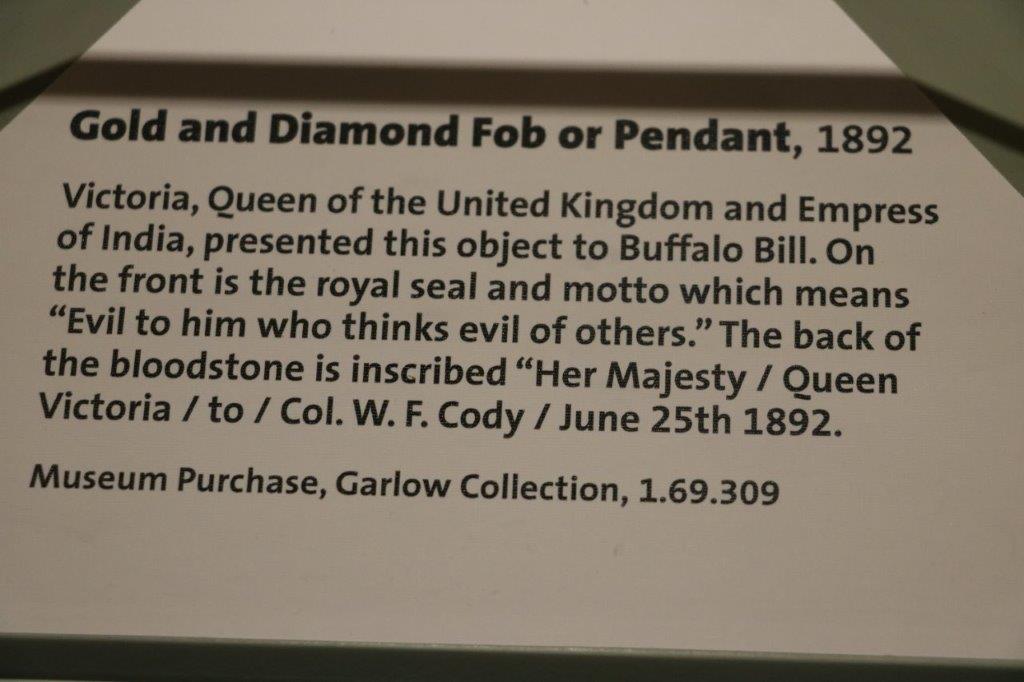 Gold and Diamond Fob or Pendant, 1892
Victoria, Queen of the United Kingdom and Empress
of India, presented this object to Buffalo Bill. On
the front is the royal seal and motto which means
“Evil to him who thinks evil of others.” The back of
the bloodstone is inscribed “Her Majesty / Queen
Victoria / to / Col. W. F. Cody / June 25th 1892.
Museum Purchase, Garlow Collection, 1.69.309